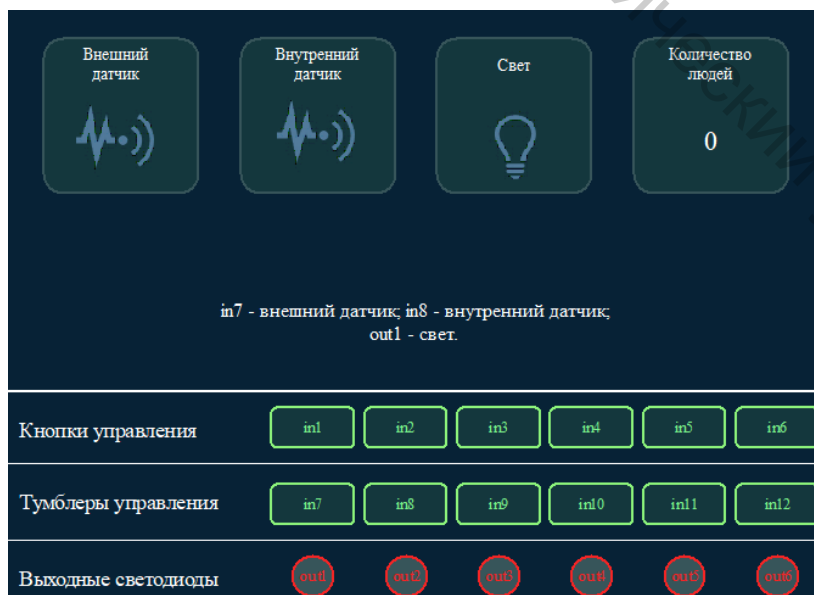 Внешний
датчик
Внутренний
датчик
Свет
Количество
людей
0
in7 - внешний датчик; in8 - внутренний датчик;
out1 - свет.
Кнопки управления
in1 in2 in3 in4 in5 in6
Тумблеры управления
in7 in8 in9 in10 in11 in12
Выходные светодиоды
out1 out2 out3 out4 out5 out6